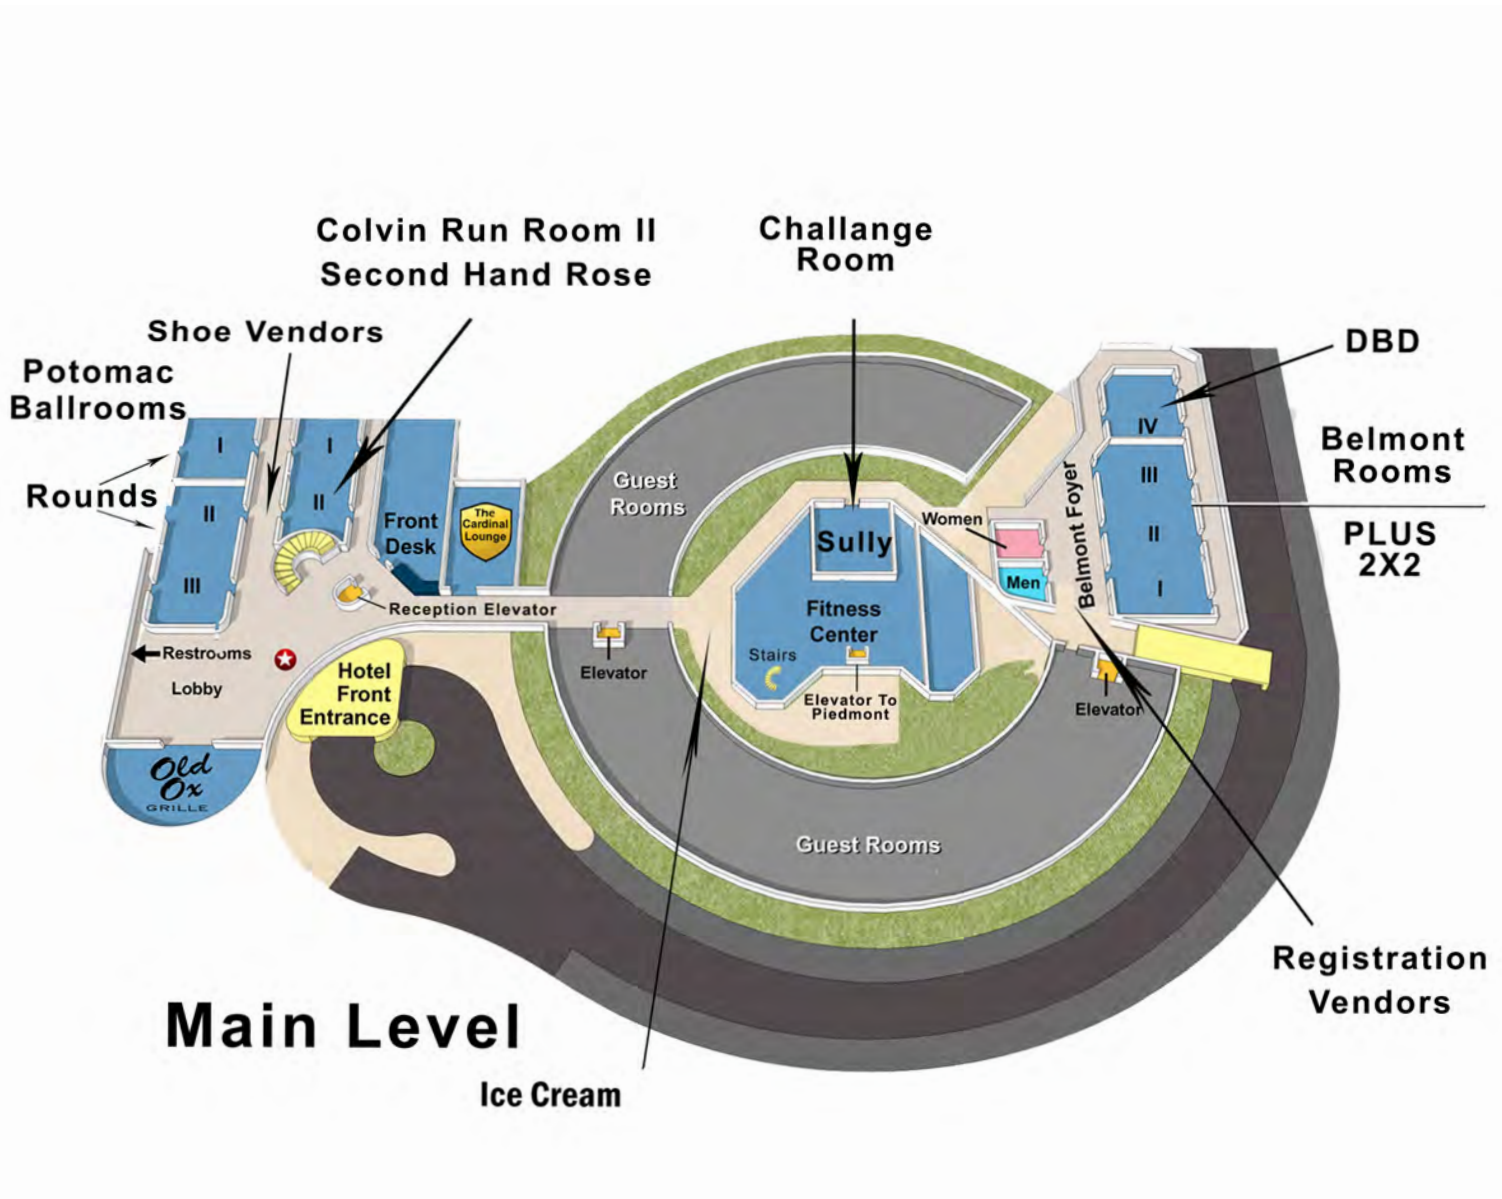 Colvin Run Room II
Second Hand Rose
Challange
Room
Shoe Vendors
DBD
Potomac
Ballrooms
Rounds
I
II
III
I
II
Front
Desk
The
Cardinal
Lounge
Guest
Rooms
Sully
Women
Men
Belmont Foyer
IV
III
II
I
Belmont
Rooms
PLUS
2X2
Reception Elevator
Restrooms
Lobby
Hotel
Front
Entrance
Elevator
Fitness
Center
Stairs
Elevator To
Piedmont
Elevator
Old
Ox
GRILLE
Guest Rooms
Registration
Vendors
Main Level
Ice Cream